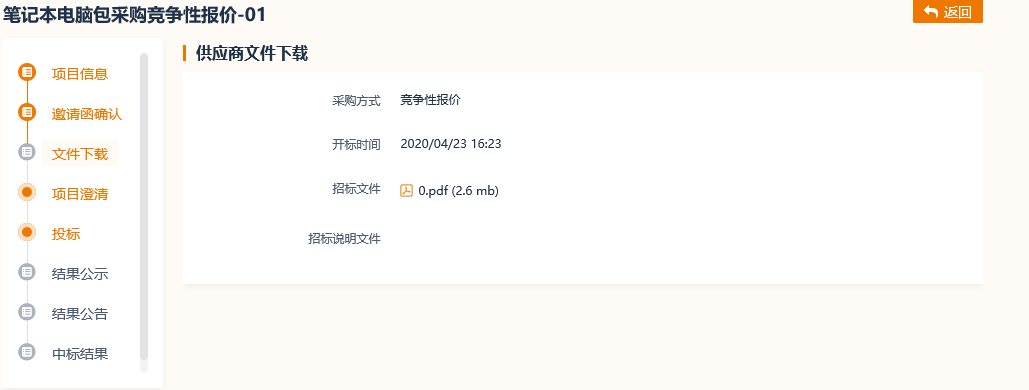 笔记本电脑包采购竞争性报价-01
返回
项目信息
邀请函确认
文件下载
项目澄清
投标
结果公示
结果公告
中标结果
供应商文件下载
采购方式 竞争性报价
开标时间 2020/04/23 16:23
招标文件 0.pdf (2.6 mb)
招标说明文件